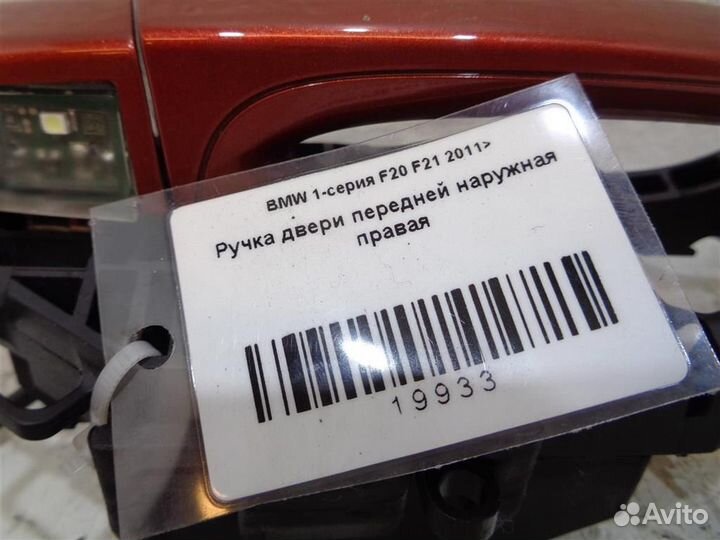 BMW 1-серия F20 F21 2011>
Ручка двери передней наружная
правая
19933
Avito